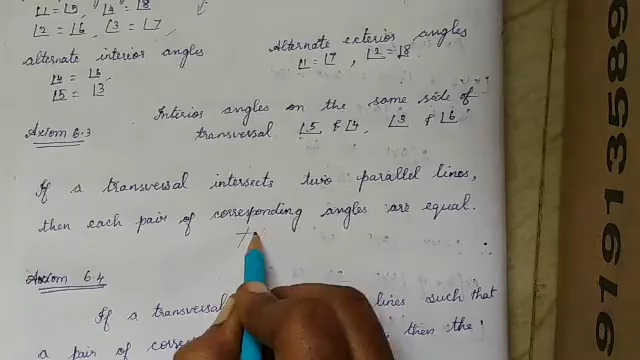 ∠1 = ∠5, ∠4 = ∠8
∠2 = ∠6, ∠3 = ∠7
alternate interior angles
∠4 = ∠6
∠5 = ∠3
Alternate exterior angles
∠1 = ∠7, ∠2 = ∠8
Interior angles on the same side of
transversal ∠5 & ∠4, ∠3 & ∠6
Axiom 6.3
If a transversal intersects two parallel lines,
then each pair of corresponding angles are equal.
Axiom 6.4
If a transversal lines such that
a pair of then the
9191 3589